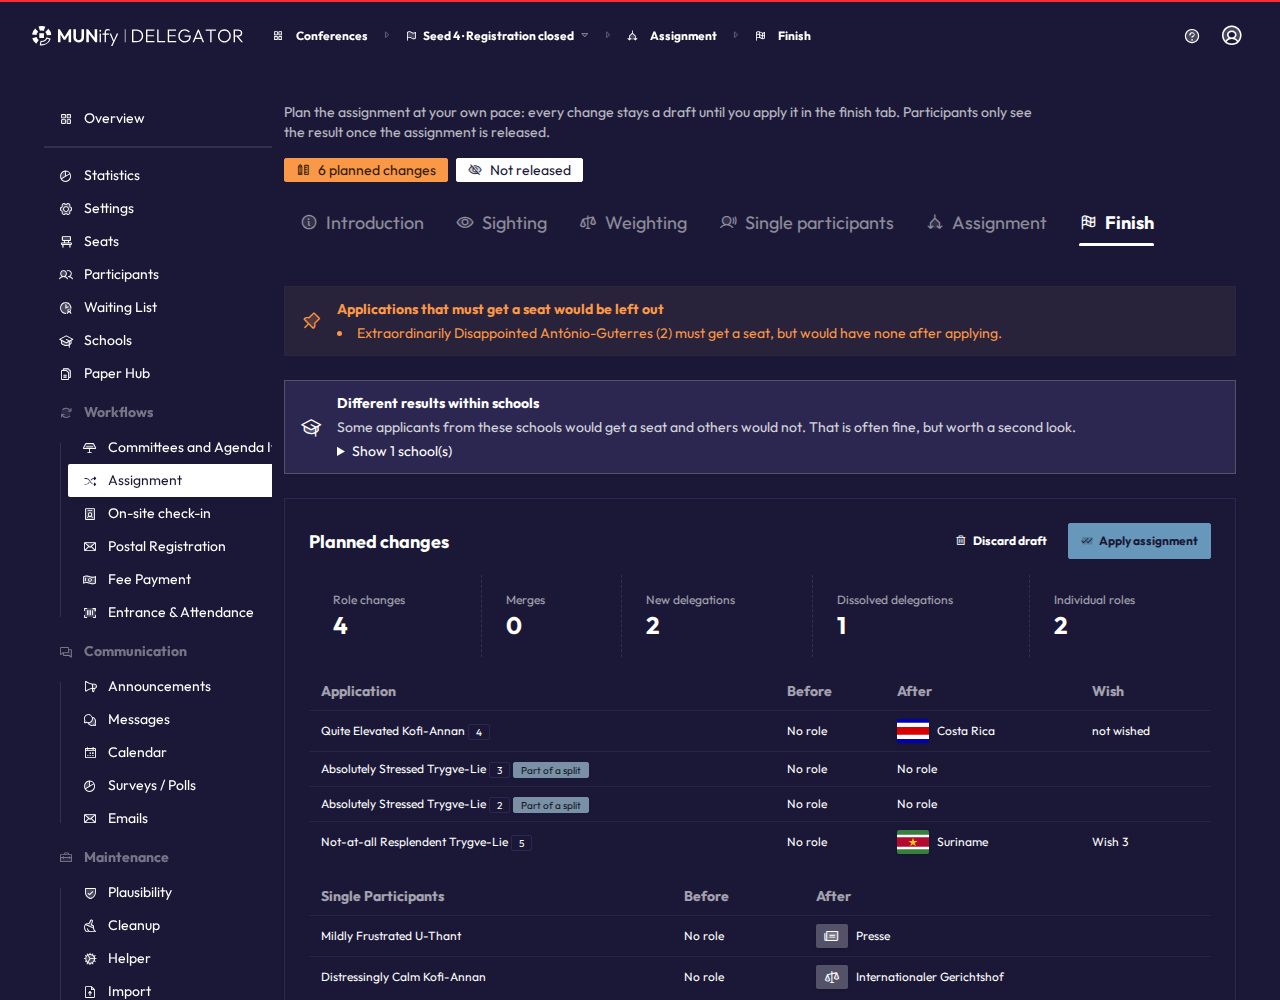 MUNify | DELEGATOR
Conferences
Seed 4 · Registration closed
Assignment
Finish
Overview
Statistics
Settings
Seats
Participants
Waiting List
Schools
Paper Hub
Workflows
Committees and Agenda I
Assignment
On-site check-in
Postal Registration
Fee Payment
Entrance & Attendance
Communication
Announcements
Messages
Calendar
Surveys / Polls
Emails
Maintenance
Plausibility
Cleanup
Helper
Import
Plan the assignment at your own pace: every change stays a draft until you apply it in the finish tab. Participants only see
the result once the assignment is released.
6 planned changes
Not released
Introduction
Sighting
Weighting
Single participants
Assignment
Finish
Applications that must get a seat would be left out
• Extraordinarily Disappointed António-Guterres (2) must get a seat, but would have none after applying.
Different results within schools
Some applicants from these schools would get a seat and others would not. That is often fine, but worth a second look.
Show 1 school(s)
Planned changes
Discard draft
Apply assignment
Role changes
4
Merges
0
New delegations
2
Dissolved delegations
1
Individual roles
2
Application Before After Wish
Quite Elevated Kofi-Annan 4 No role Costa Rica not wished
Absolutely Stressed Trygve-Lie 3 Part of a split No role No role
Absolutely Stressed Trygve-Lie 2 Part of a split No role No role
Not-at-all Resplendent Trygve-Lie 5 No role Suriname Wish 3
Single Participants Before After
Mildly Frustrated U-Thant No role Presse
Distressingly Calm Kofi-Annan No role Internationaler Gerichtshof